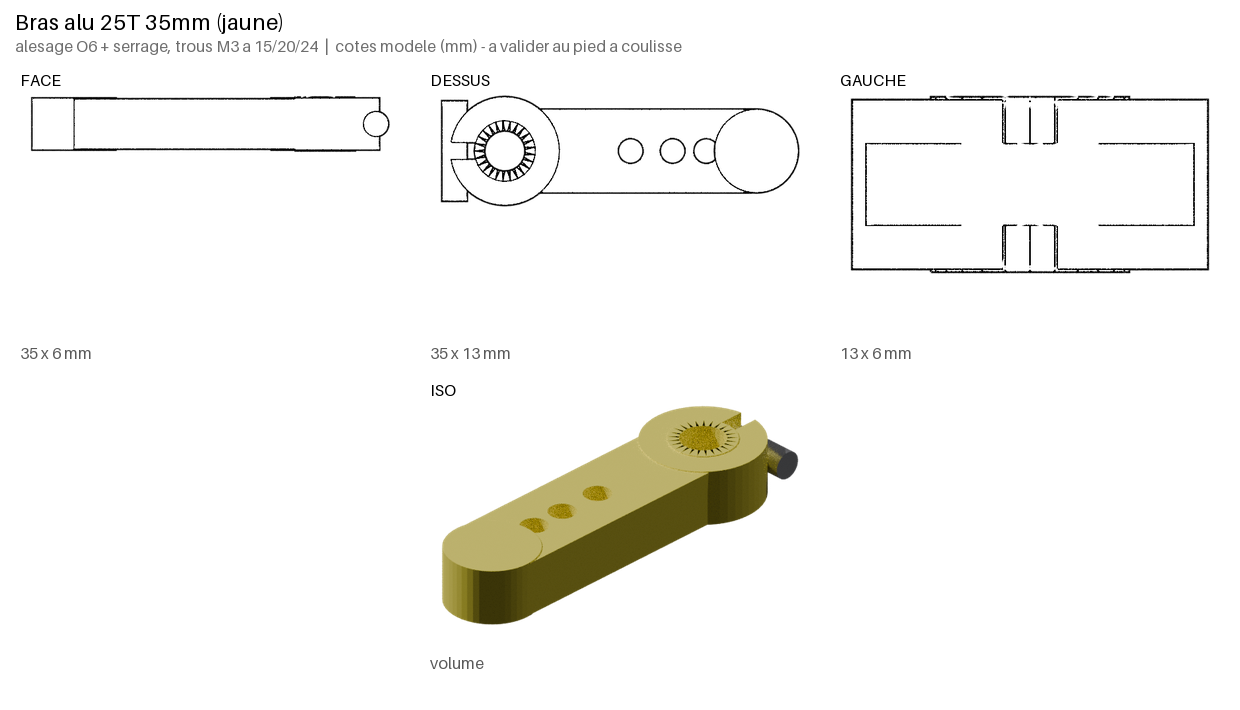 Bras alu 25T 35mm (jaune)
alesage O6 + serrage, trous M3 a 15/20/24 | cotes modele (mm) - a valider au pied a coulisse
FACE
DESSUS
GAUCHE
35 x 6 mm
35 x 13 mm
13 x 6 mm
ISO
volume